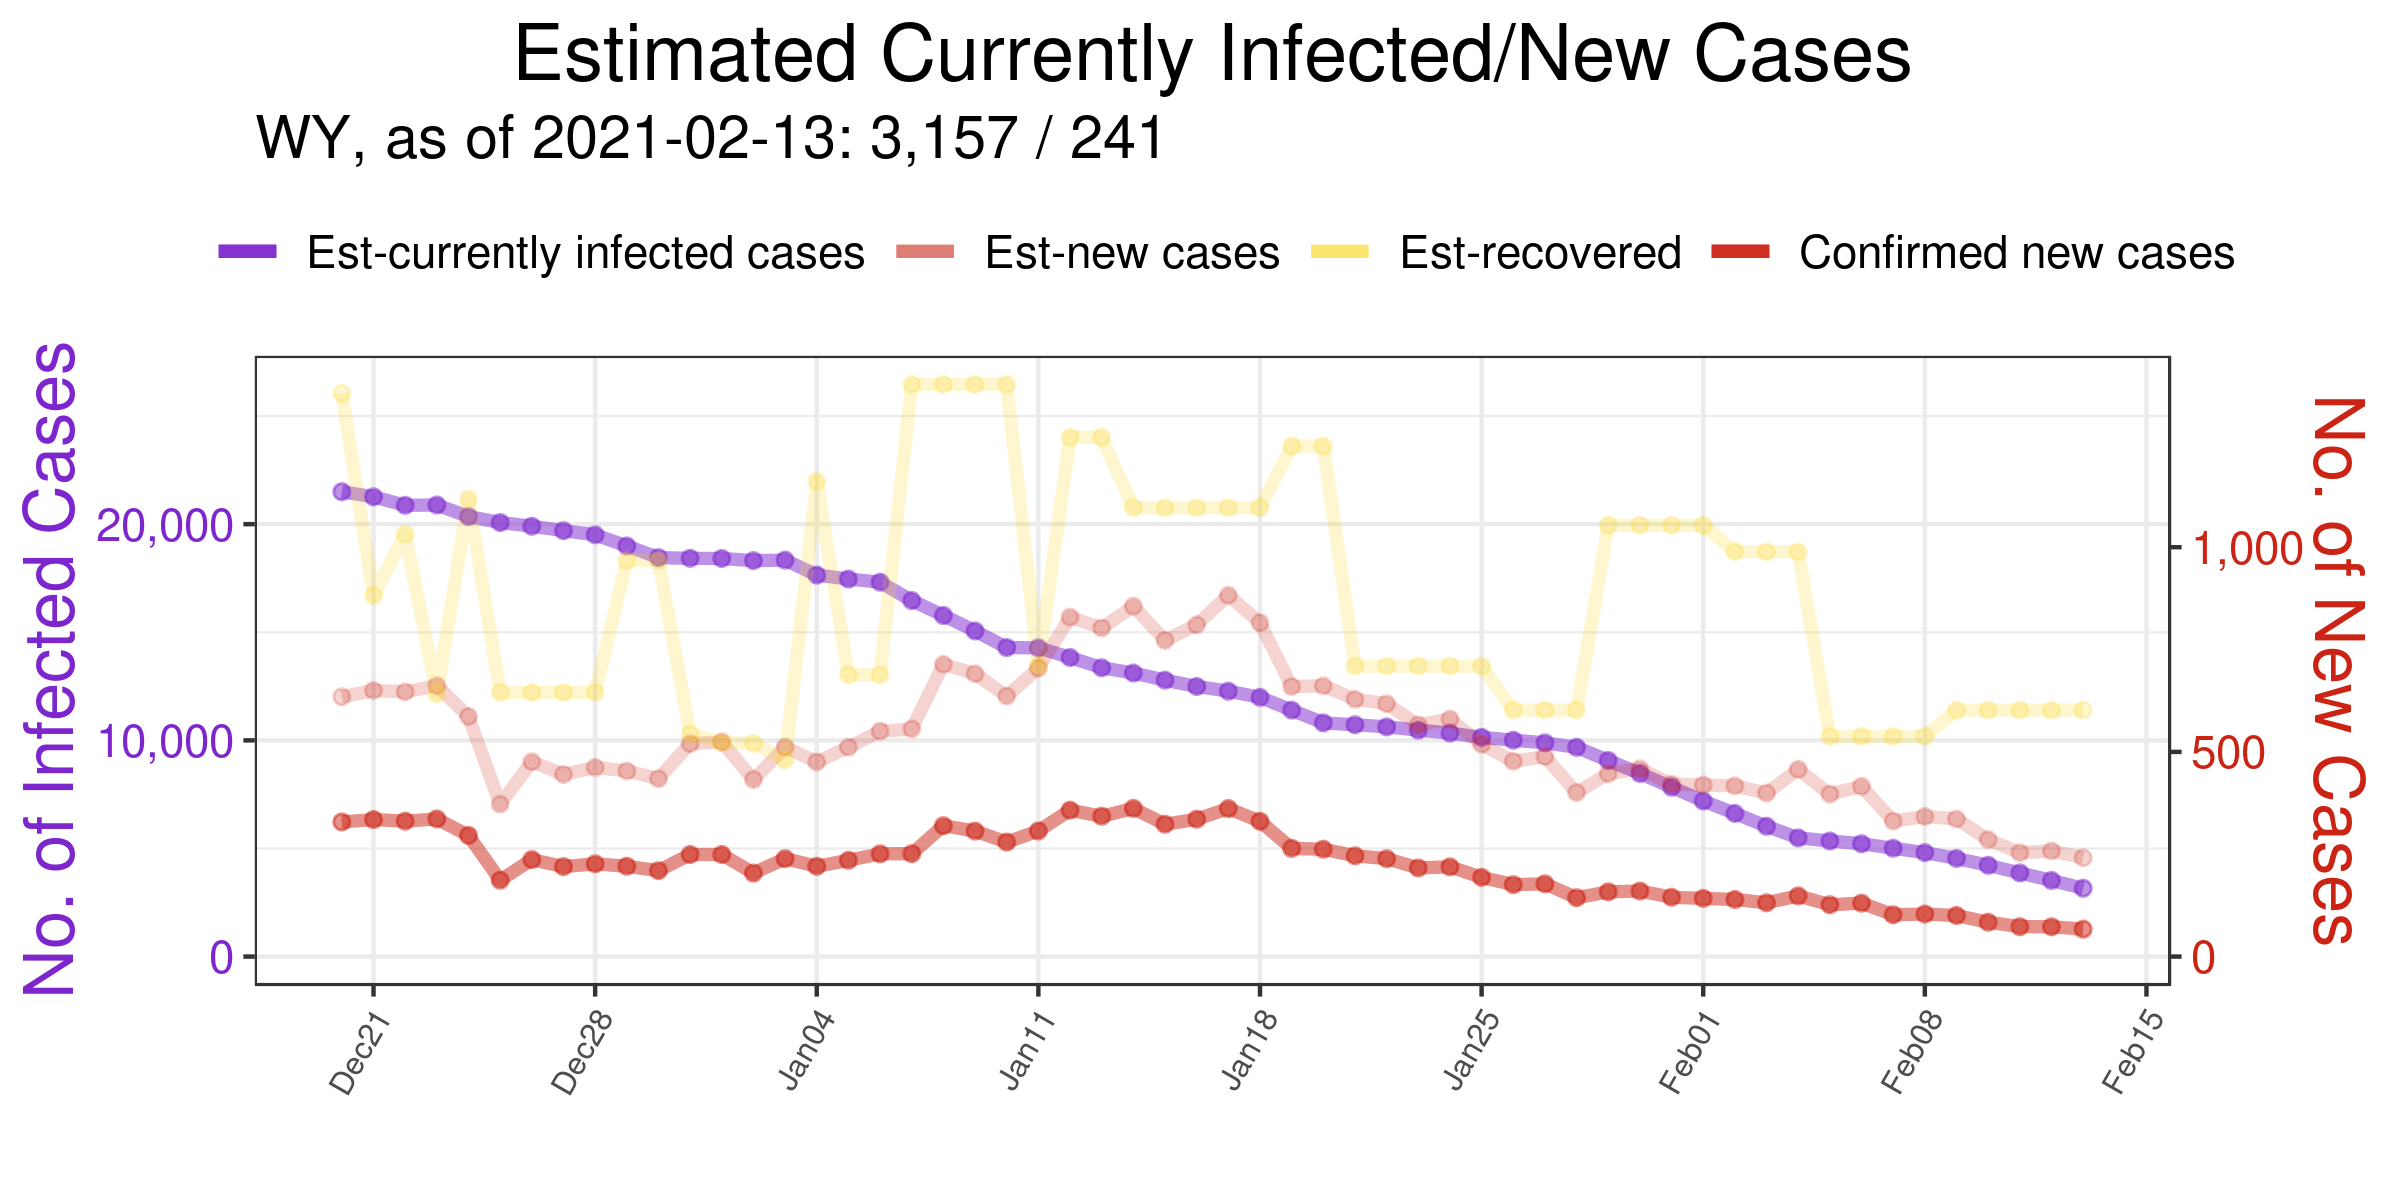 Estimated Currently Infected/New Cases
WY, as of 2021-02-13: 3,157 / 241
Est-currently infected cases Est-new cases Est-recovered Confirmed new cases
No. of Infected Cases
20,000
10,000
0
1,000
500
0
No. of New Cases
Dec21 Dec28 Jan04 Jan11 Jan18 Jan25 Feb01 Feb08 Feb15